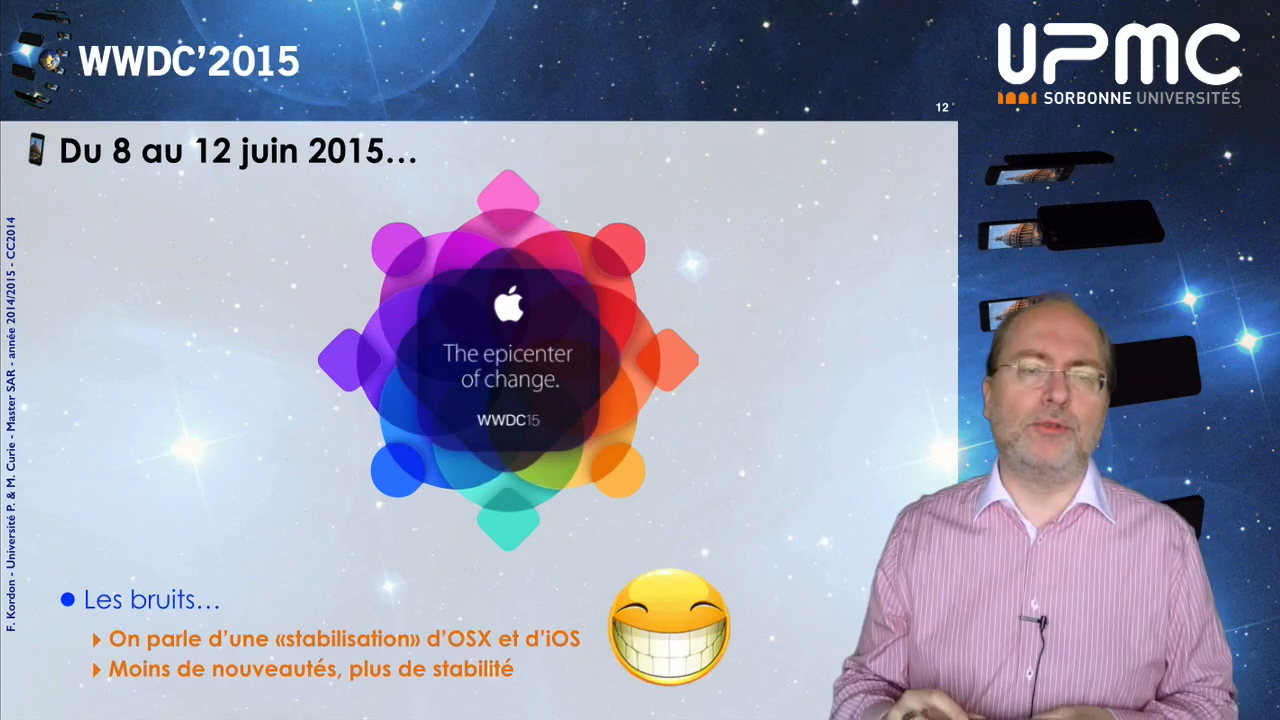 WWDC’2015
UPMC
SORBONNE UNIVERSITÉS
12
Du 8 au 12 juin 2015…
The epicenter
of change.
WWDC15
Les bruits…
On parle d’une «stabilisation» d’OSX et d’iOS
Moins de nouveautés, plus de stabilité
F. Kordon - Université P. & M. Curie - Master SAR - année 2014/2015 - CC2014